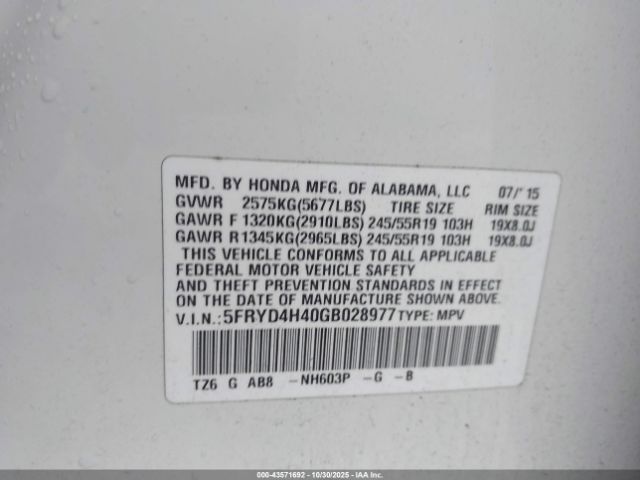 MFD. BY HONDA MFG. OF ALABAMA, LLC 07/'15
GVWR 2575KG(5677LBS) TIRE SIZE RIM SIZE
GAWR F 1320KG(2910LBS) 245/55R19 103H 19X8.0J
GAWR R1345KG(2965LBS) 245/55R19 103H 19X8.0J
THIS VEHICLE CONFORMS TO ALL APPLICABLE
FEDERAL MOTOR VEHICLE SAFETY
AND THEFT PREVENTION STANDARDS IN EFFECT
ON THE DATE OF MANUFACTURE SHOWN ABOVE.
V.I.N.: 5FRYD4H40GB028977 TYPE: MPV
TZ6 G AB8 -NH603P -G -B
00-43571692 10/30/2025 Copyright © IAA, LLC